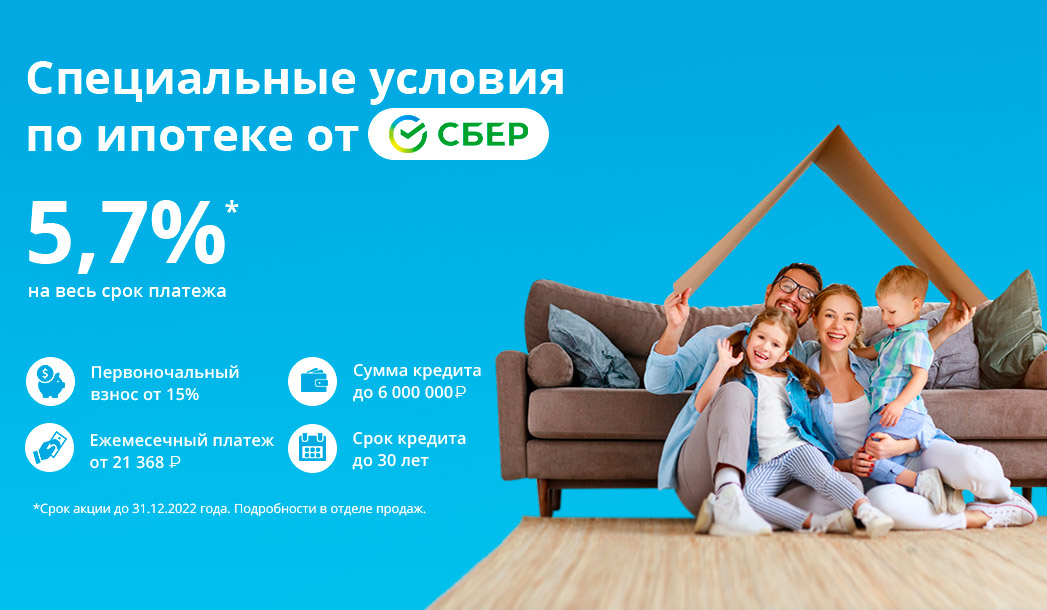 Специальные условия
по ипотеке от СБЕР
5,7%*
на весь срок платежа
Первоночальный
взнос от 15%
Сумма кредита
до 6 000 000₽
Ежемесечный платеж
от 21 368 ₽
Срок кредита
до 30 лет
*Срок акции до 31.12.2022 года. Подробности в отделе продаж.